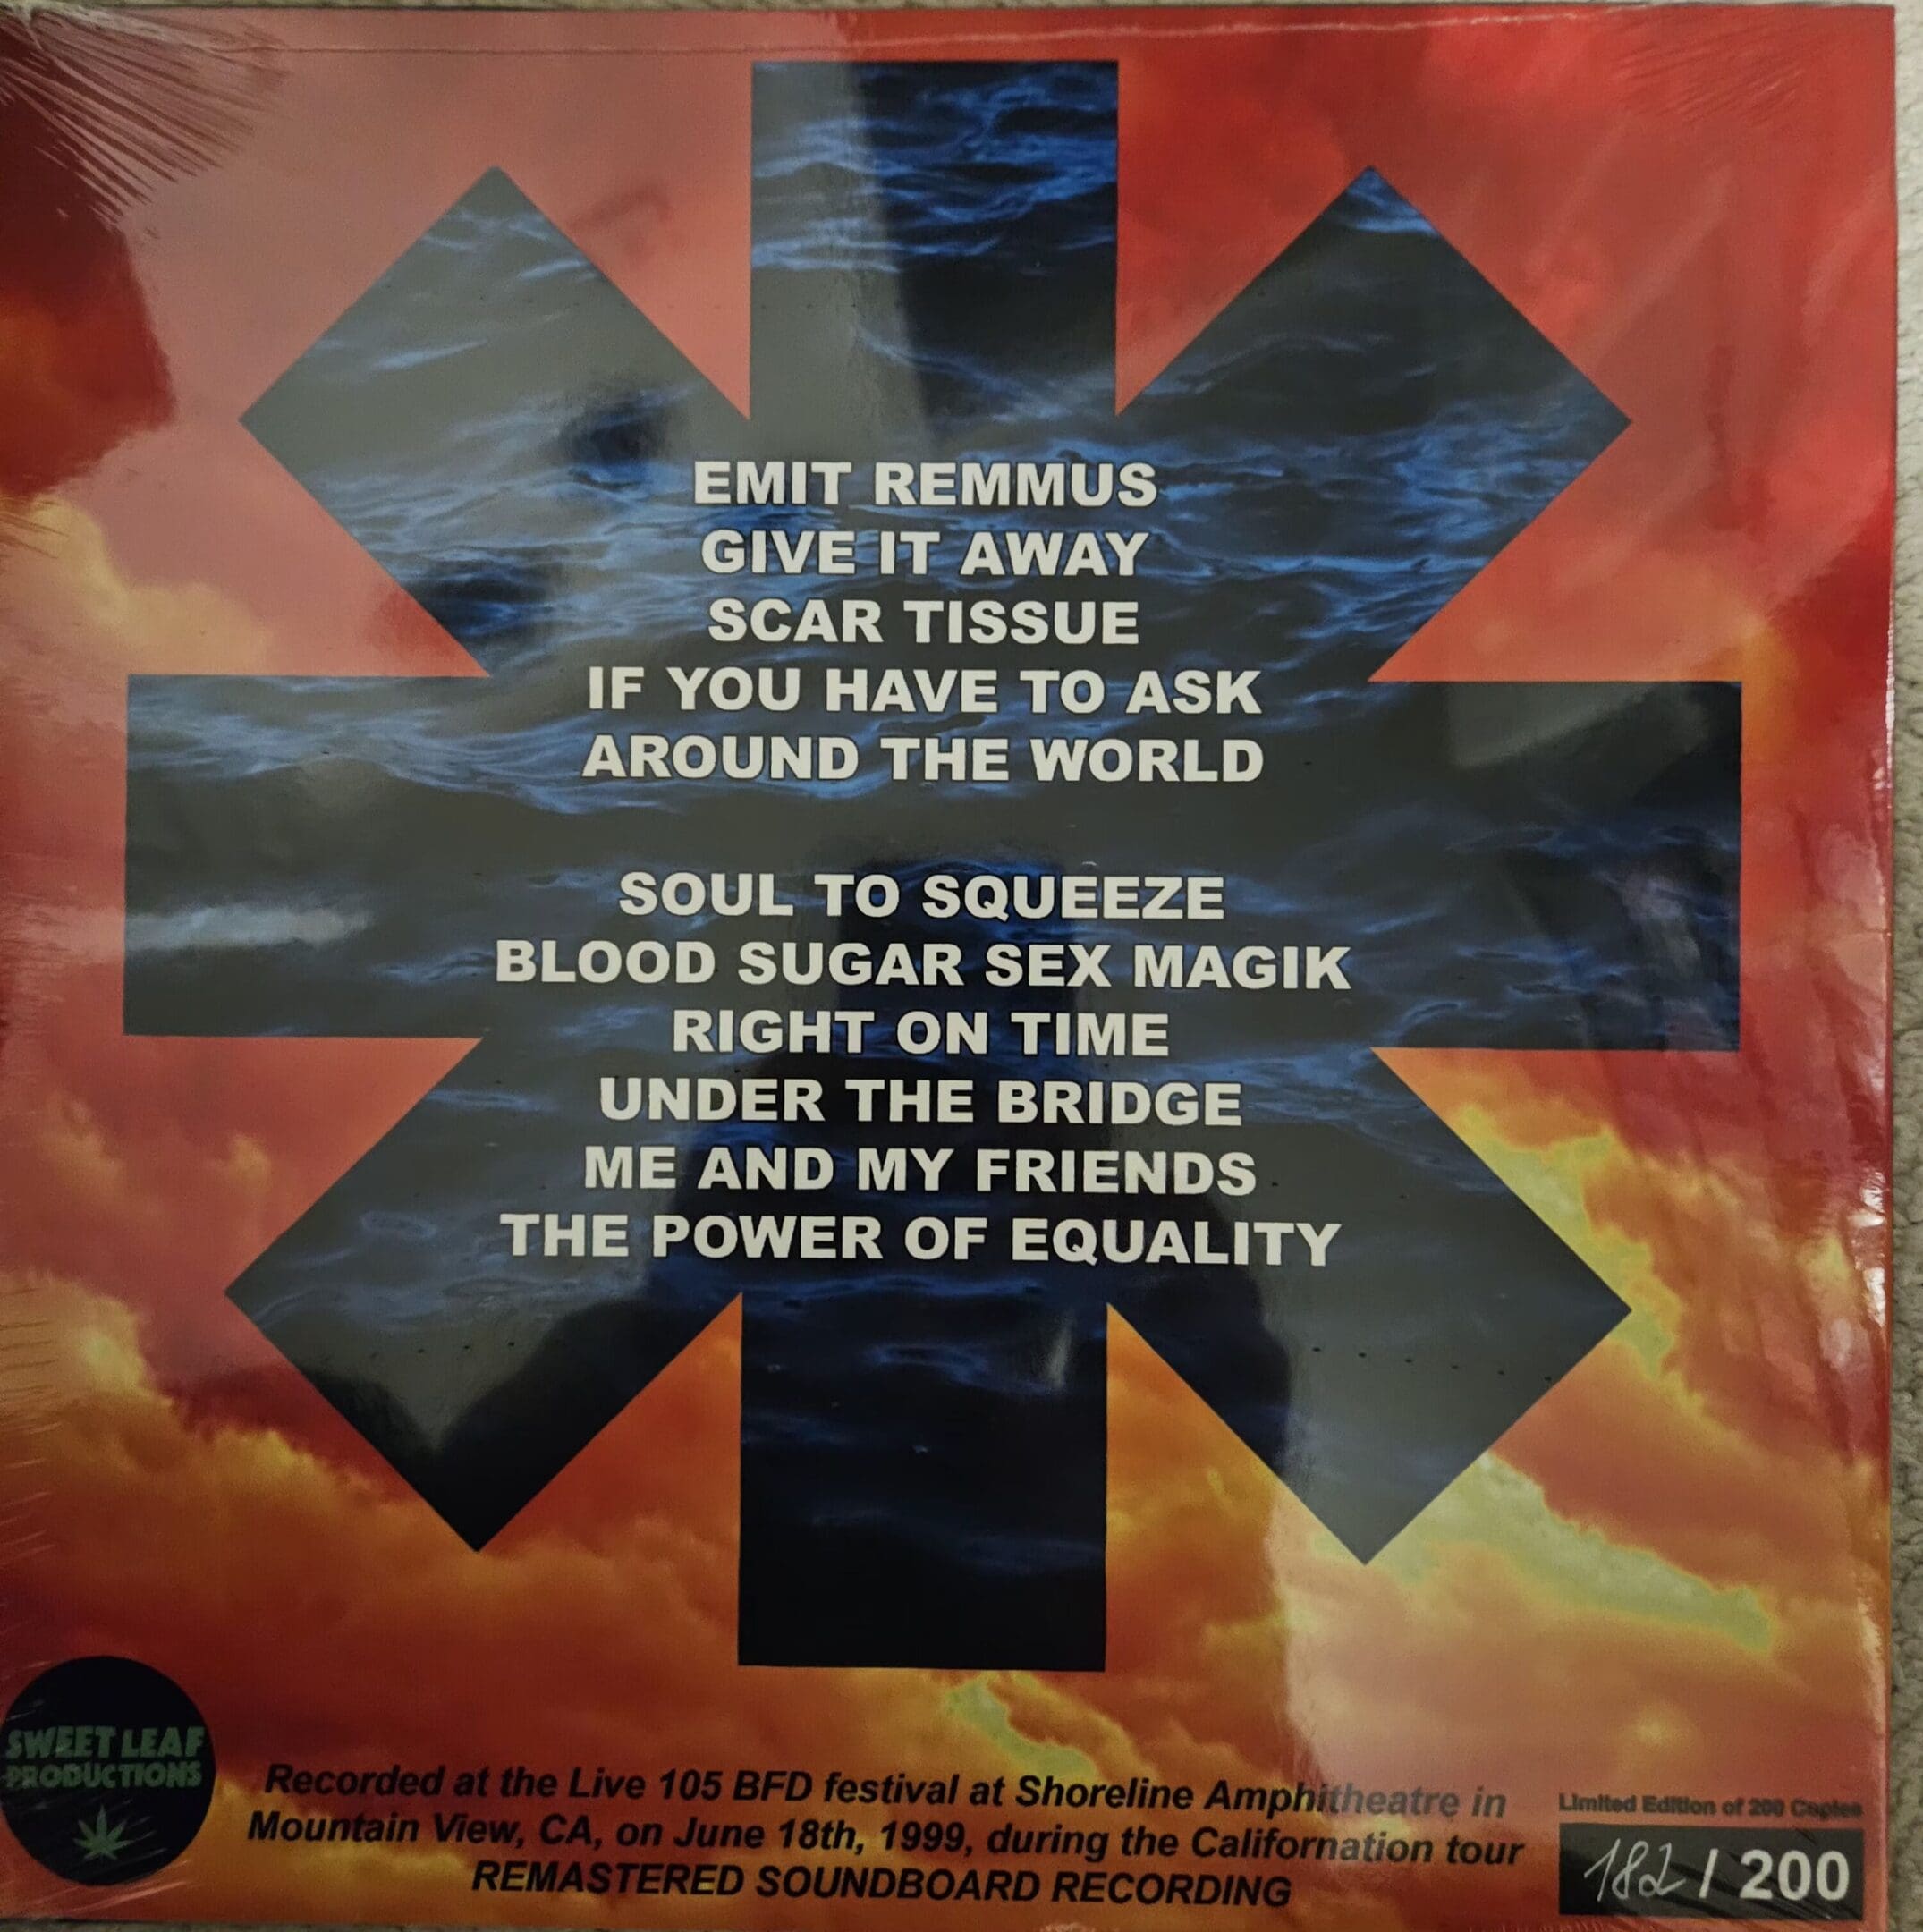 EMIT REMMUS
GIVE IT AWAY
SCAR TISSUE
IF YOU HAVE TO ASK
AROUND THE WORLD
SOUL TO SQUEEZE
BLOOD SUGAR SEX MAGIK
RIGHT ON TIME
UNDER THE BRIDGE
ME AND MY FRIENDS
THE POWER OF EQUALITY
SWEET LEAF
PRODUCTIONS
Recorded at the Live 105 BFD festival at Shoreline Amphitheatre in
Mountain View, CA, on June 18th, 1999, during the Californation tour
REMASTERED SOUNDBOARD RECORDING
Limited Edition of 200 Copies
182 / 200